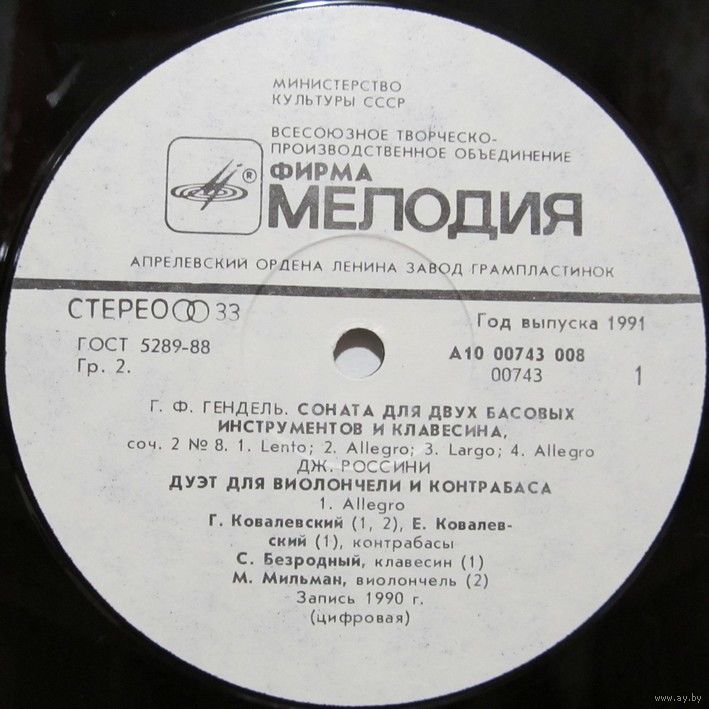 МИНИСТЕРСТВО
КУЛЬТУРЫ СССР
ВСЕСОЮЗНОЕ ТВОРЧЕСКО-
ПРОИЗВОДСТВЕННОЕ ОБЪЕДИНЕНИЕ
®
ФИРМА
МЕЛОДИЯ
АПРЕЛЕВСКИЙ ОРДЕНА ЛЕНИНА ЗАВОД ГРАМПЛАСТИНОК
СТЕРЕО 33
Год выпуска 1991
ГОСТ 5289-88
А10 00743 008
Гр. 2.
00743
1
Г. Ф. ГЕНДЕЛЬ. СОНАТА ДЛЯ ДВУХ БАСОВЫХ
ИНСТРУМЕНТОВ И КЛАВЕСИНА,
соч. 2 № 8. 1. Lento; 2. Allegro; 3. Largo; 4. Allegro
ДЖ. РОССИНИ
ДУЭТ ДЛЯ ВИОЛОНЧЕЛИ И КОНТРАБАСА
1. Allegro
Г. Ковалевский (1, 2), Е. Ковалев-
ский (1), контрабасы
С. Безродный, клавесин (1)
М. Мильман, виолончель (2)
Запись 1990 г.
(цифровая)
www.ay.by